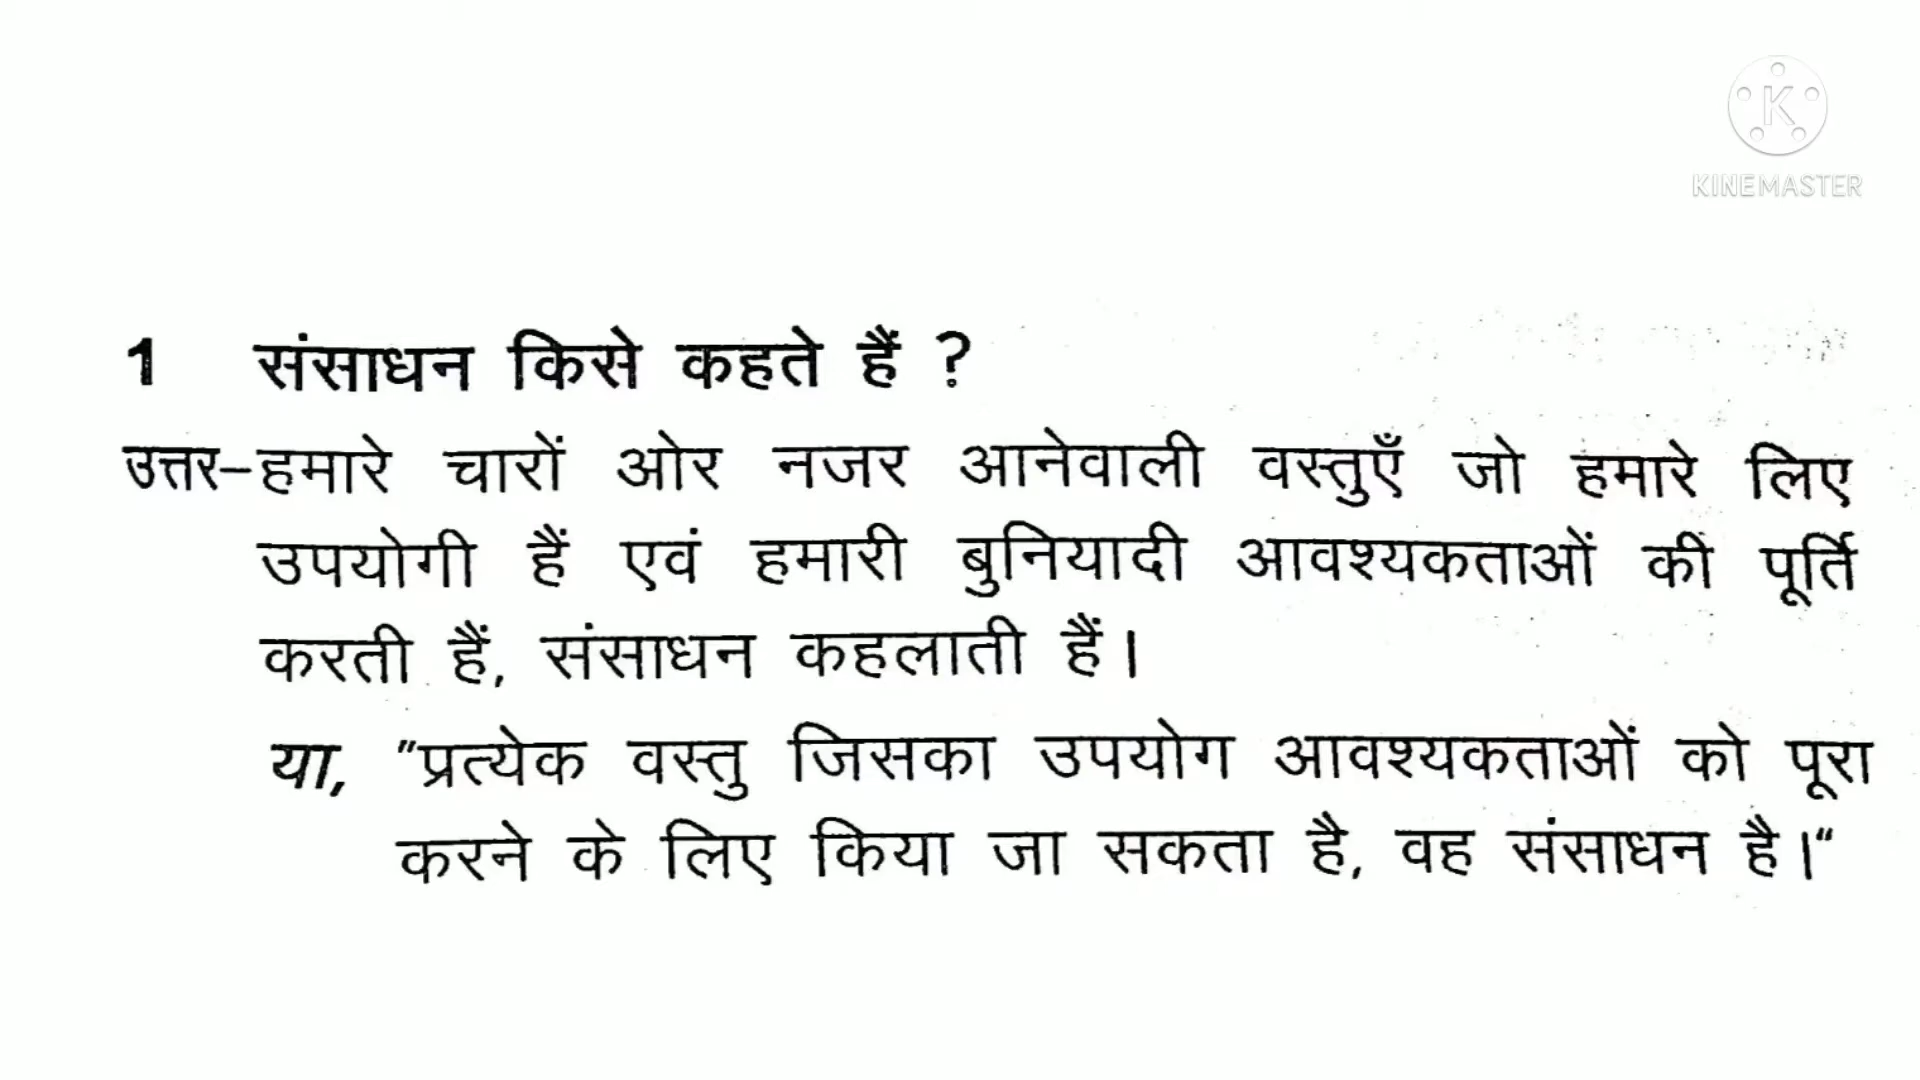 KINEMASTER
1 संसाधन किसे कहते हैं ?
उत्तर–हमारे चारों ओर नजर आनेवाली वस्तुएँ जो हमारे लिए
उपयोगी हैं एवं हमारी बुनियादी आवश्यकताओं की पूर्ति
करती हैं, संसाधन कहलाती हैं।
या, "प्रत्येक वस्तु जिसका उपयोग आवश्यकताओं को पूरा
करने के लिए किया जा सकता है, वह संसाधन है।“